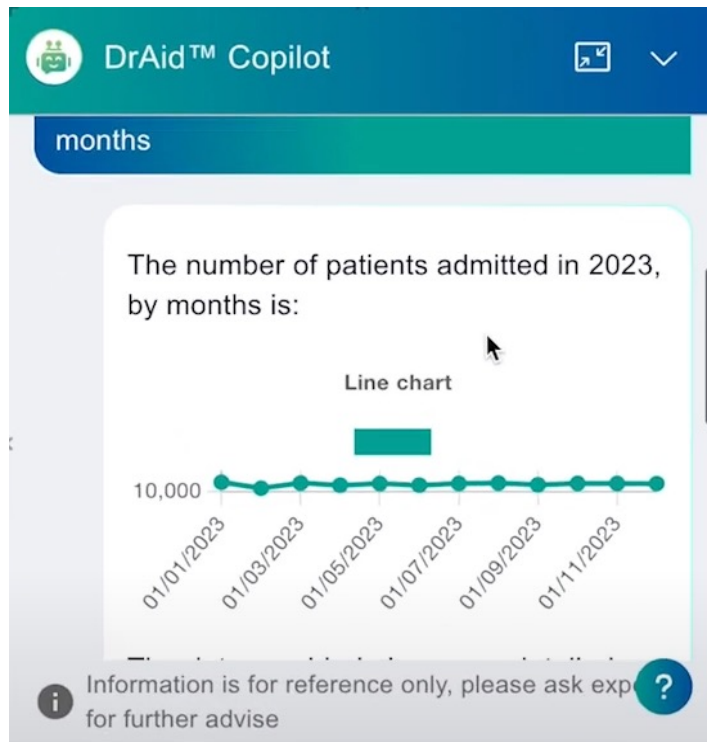 DrAid™ Copilot
months
The number of patients admitted in 2023,
by months is:
Line chart
10,000
01/01/2023
01/03/2023
01/05/2023
01/07/2023
01/09/2023
01/11/2023
Information is for reference only, please ask exp
?
for further advise